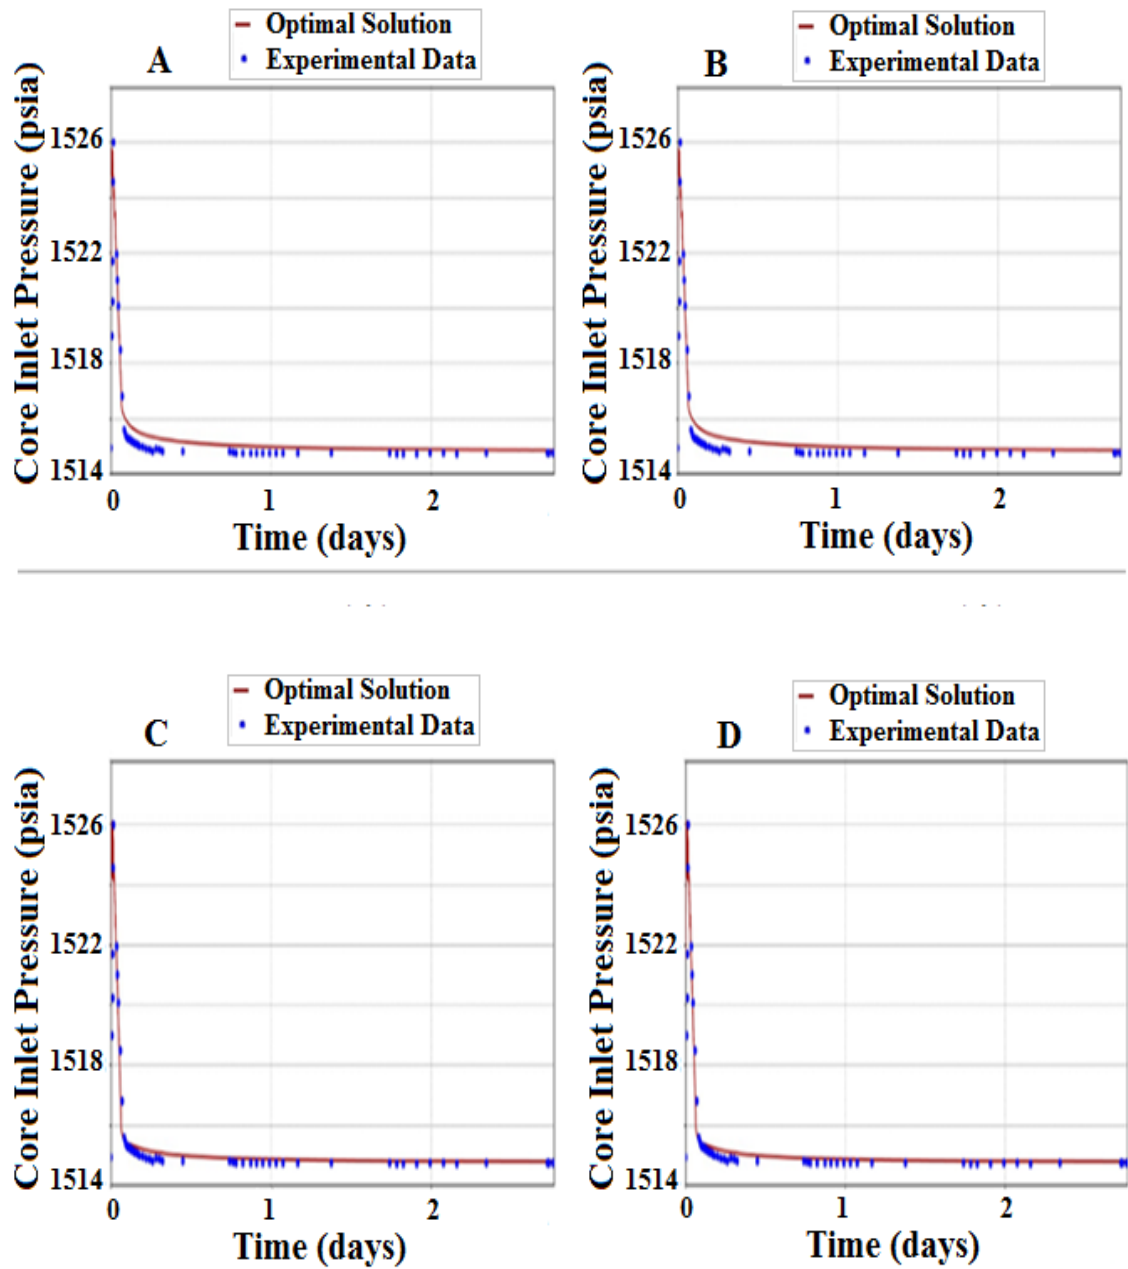 A
Optimal Solution
Experimental Data
Core Inlet Pressure (psia)
1526
1522
1518
1514
0 1 2
Time (days)
B
Optimal Solution
Experimental Data
Core Inlet Pressure (psia)
1526
1522
1518
1514
0 1 2
Time (days)
C
Optimal Solution
Experimental Data
Core Inlet Pressure (psia)
1526
1522
1518
1514
0 1 2
Time (days)
D
Optimal Solution
Experimental Data
Core Inlet Pressure (psia)
1526
1522
1518
1514
0 1 2
Time (days)